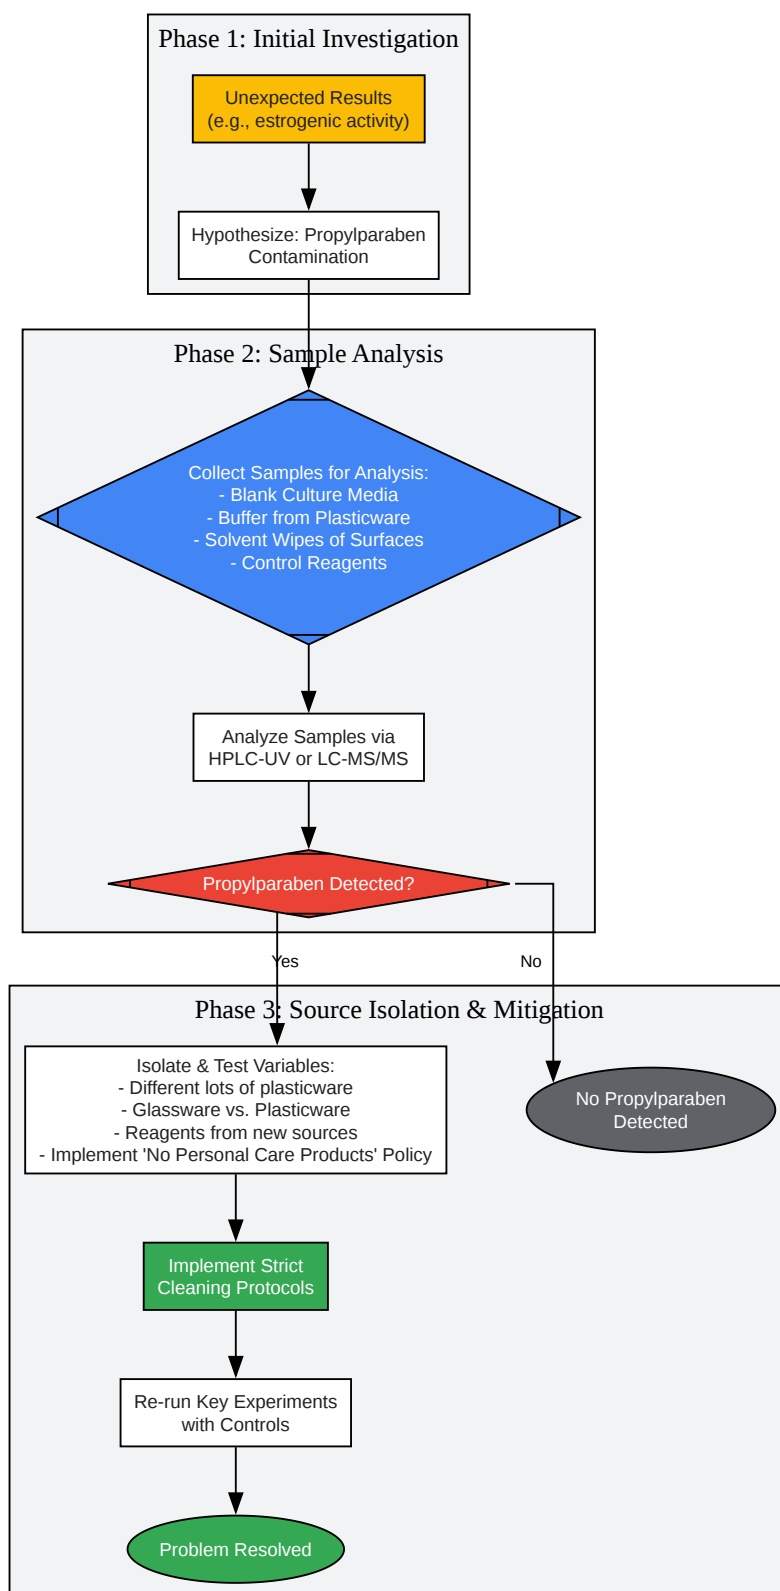 Phase 1: Initial Investigation
Unexpected Results
(e.g., estrogenic activity)
Hypothesize: Propylparaben
Contamination
Phase 2: Sample Analysis
Collect Samples for Analysis:
- Blank Culture Media
- Buffer from Plasticware
- Solvent Wipes of Surfaces
- Control Reagents
Analyze Samples via
HPLC-UV or LC-MS/MS
Propylparaben Detected?
Yes
No
Phase 3: Source Isolation & Mitigation
Isolate & Test Variables:
- Different lots of plasticware
- Glassware vs. Plasticware
- Reagents from new sources
- Implement 'No Personal Care Products' Policy
No Propylparaben
Detected
Implement Strict
Cleaning Protocols
Re-run Key Experiments
with Controls
Problem Resolved